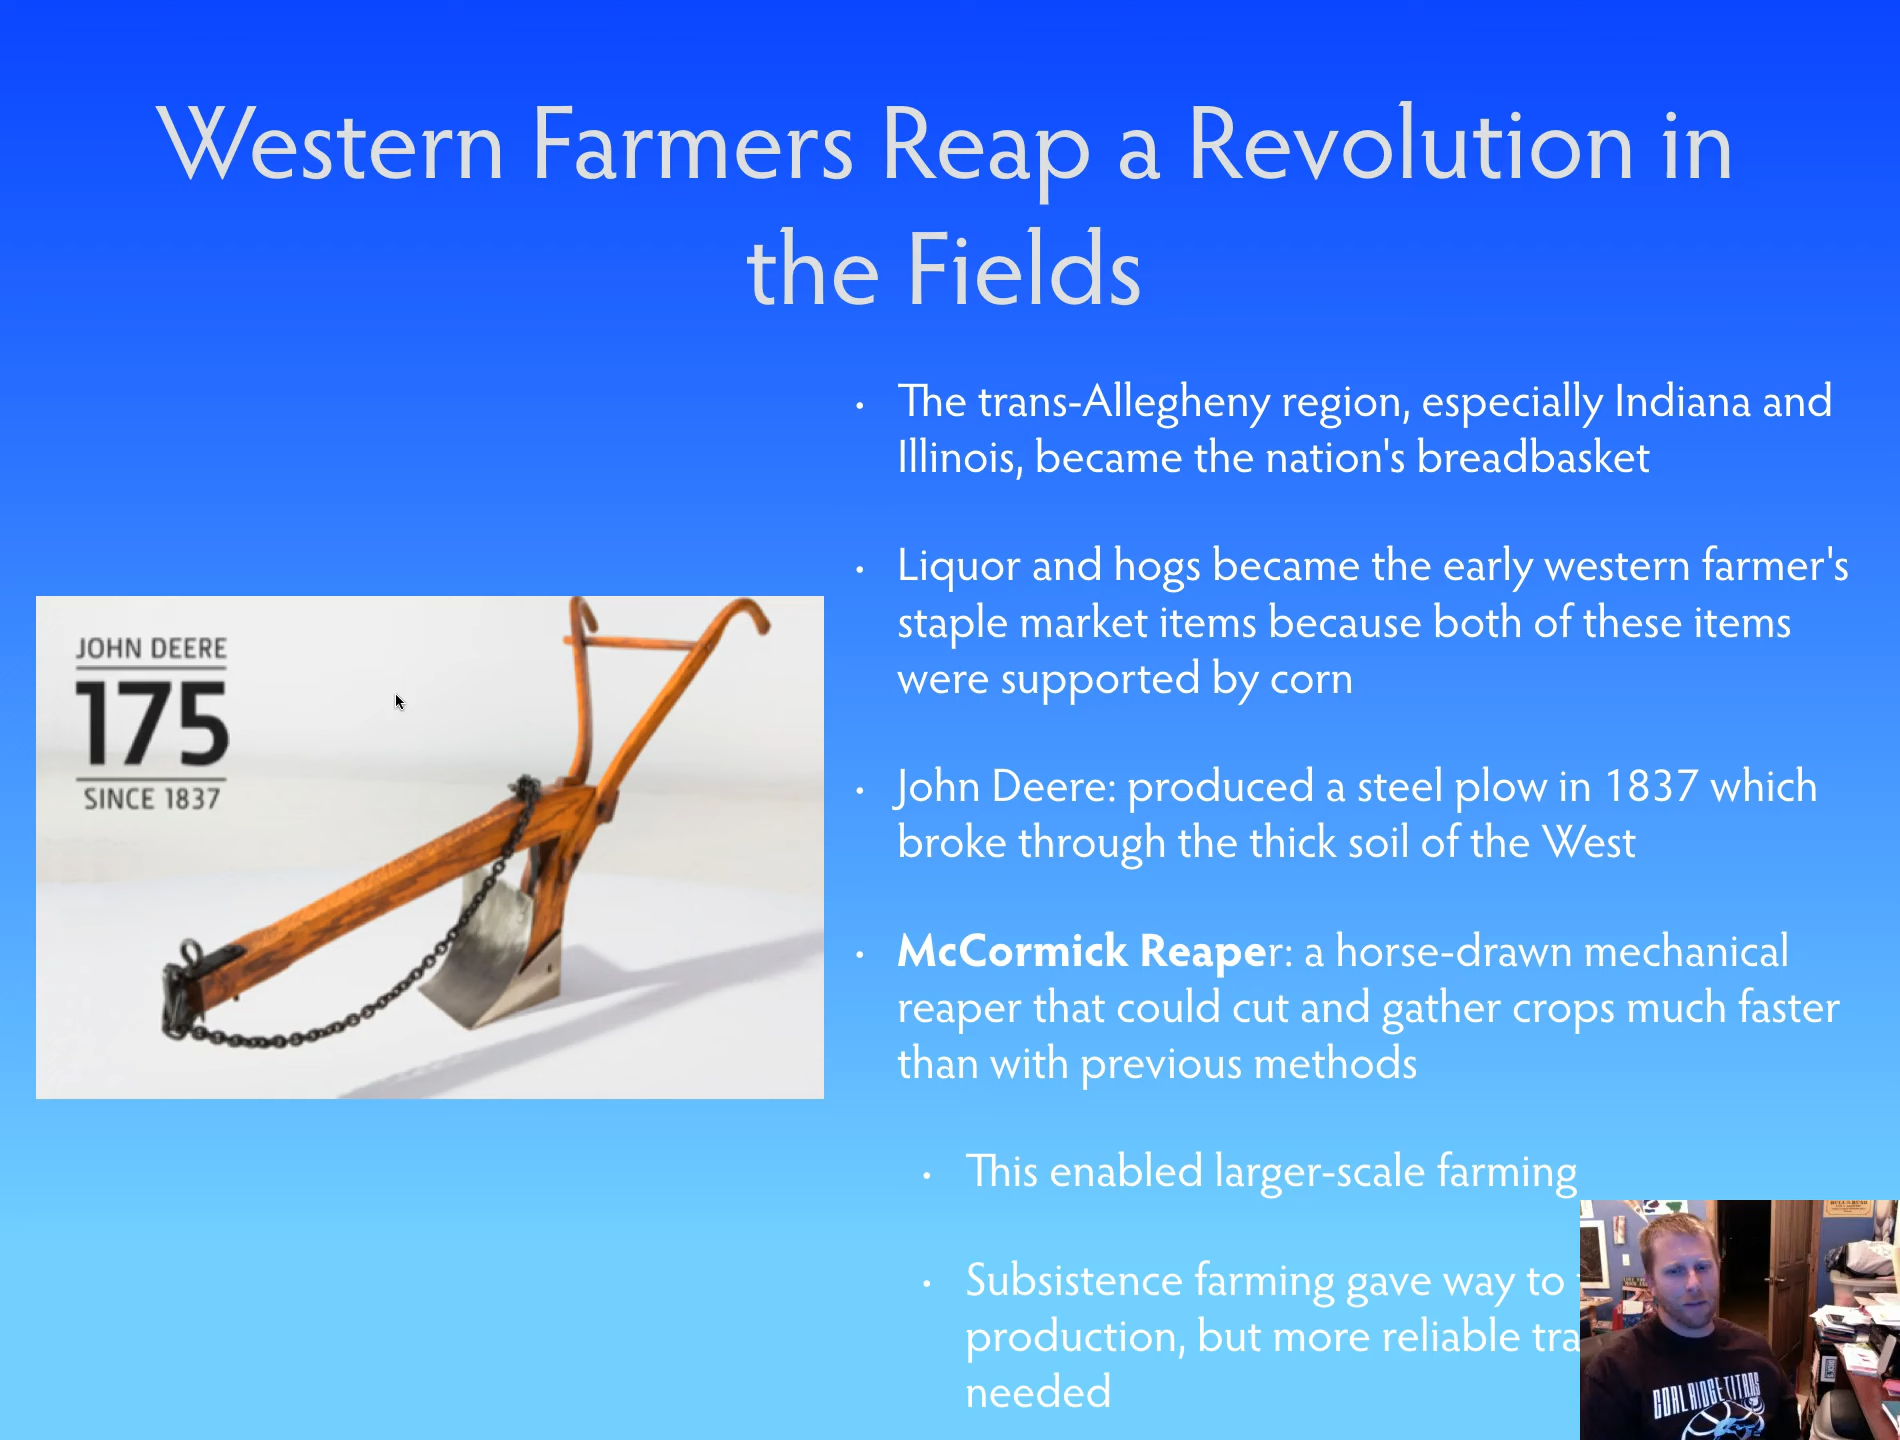 Western Farmers Reap a Revolution in
the Fields
JOHN DEERE
175
SINCE 1837
• The trans-Allegheny region, especially Indiana and
Illinois, became the nation's breadbasket
• Liquor and hogs became the early western farmer's
staple market items because both of these items
were supported by corn
• John Deere: produced a steel plow in 1837 which
broke through the thick soil of the West
• McCormick Reaper: a horse-drawn mechanical
reaper that could cut and gather crops much faster
than with previous methods
• This enabled larger-scale farming
• Subsistence farming gave way to
production, but more reliable
needed
GOAL RIDGE TITANS